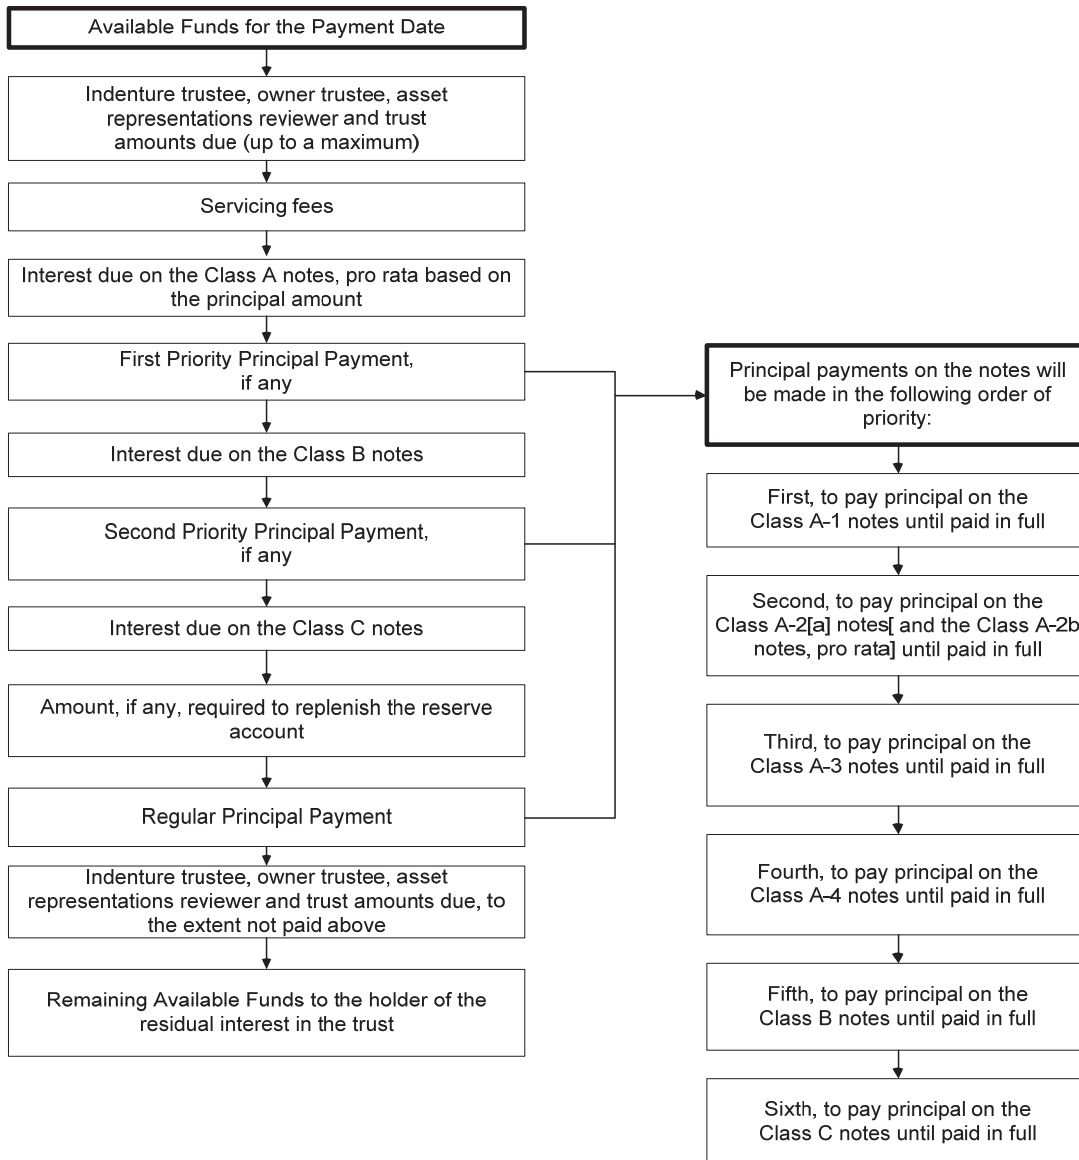 Available Funds for the Payment Date
Indenture trustee, owner trustee, asset
representations reviewer and trust
amounts due (up to a maximum)
Servicing fees
Interest due on the Class A notes, pro rata based on
the principal amount
First Priority Principal Payment,
if any
Interest due on the Class B notes
Second Priority Principal Payment,
if any
Interest due on the Class C notes
Amount, if any, required to replenish the reserve
account
Regular Principal Payment
Indenture trustee, owner trustee, asset
representations reviewer and trust amounts due, to
the extent not paid above
Remaining Available Funds to the holder of the
residual interest in the trust
Principal payments on the notes will
be made in the following order of
priority:
First, to pay principal on the
Class A-1 notes until paid in full
Second, to pay principal on the
Class A-2[a] notes[ and the Class A-2b
notes, pro rata] until paid in full
Third, to pay principal on the
Class A-3 notes until paid in full
Fourth, to pay principal on the
Class A-4 notes until paid in full
Fifth, to pay principal on the
Class B notes until paid in full
Sixth, to pay principal on the
Class C notes until paid in full